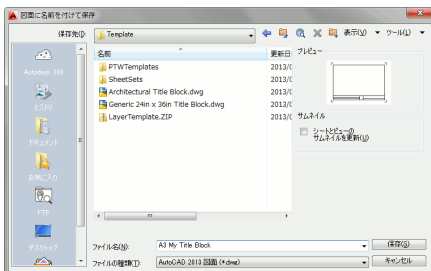 図面に名前を付けて保存
保存先(I): Template 表示(V) ツール(L)
名前 更新日
プレビュー
PTWTemplates 2013/0
SheetSets 2013/0
Architectural Title Block.dwg 2013/0
Generic 24in x 36in Title Block.dwg 2013/0
LayerTemplate.ZIP 2013/0
サムネイル
シートとビューの
サムネイルを更新(U)
Autodesk 360
ヒストリ
ドキュメント
お気に入り
FTP
デスクトップ
ファイル名(N): A3 My Title Block 保存(S)
ファイルの種類(T): AutoCAD 2013 図面 (*.dwg) キャンセル